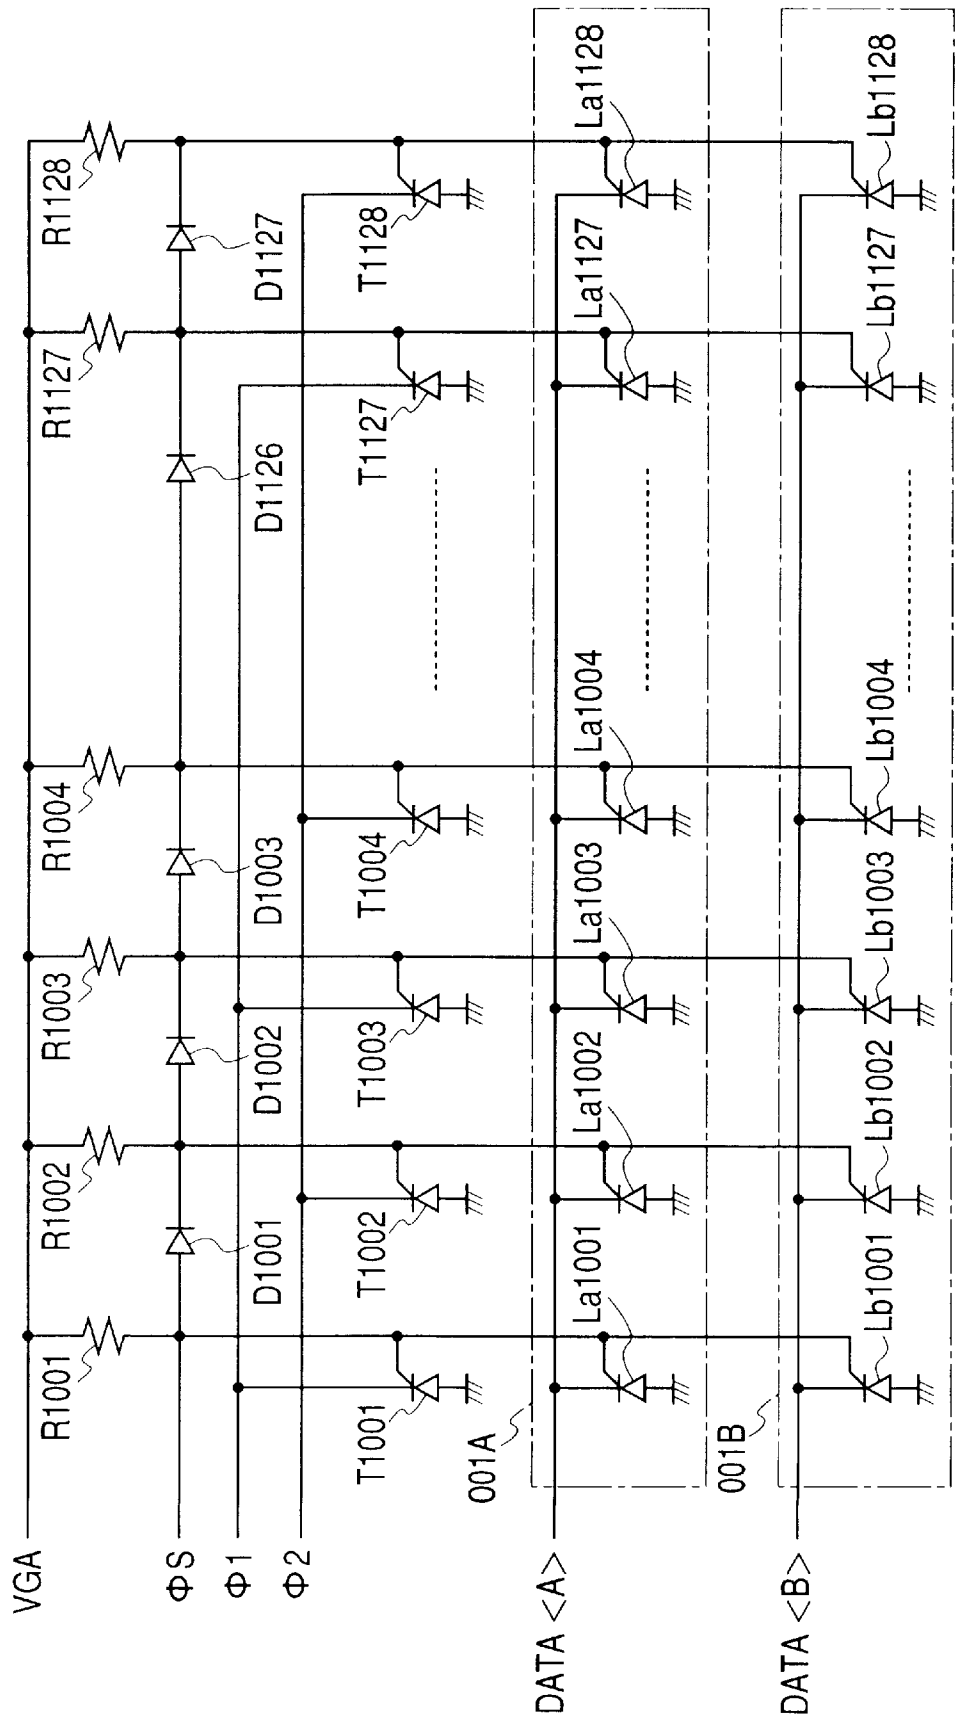 VGA
R1001
R1002
R1003
R1004
R1127
R1128
ΦS
Φ1
Φ2
D1001
D1002
D1003
D1126
D1127
T1001
T1002
T1003
T1004
T1127
T1128
001A
DATA <A>
La1001
La1002
La1003
La1004
La1127
La1128
001B
DATA <B>
Lb1001
Lb1002
Lb1003
Lb1004
Lb1127
Lb1128